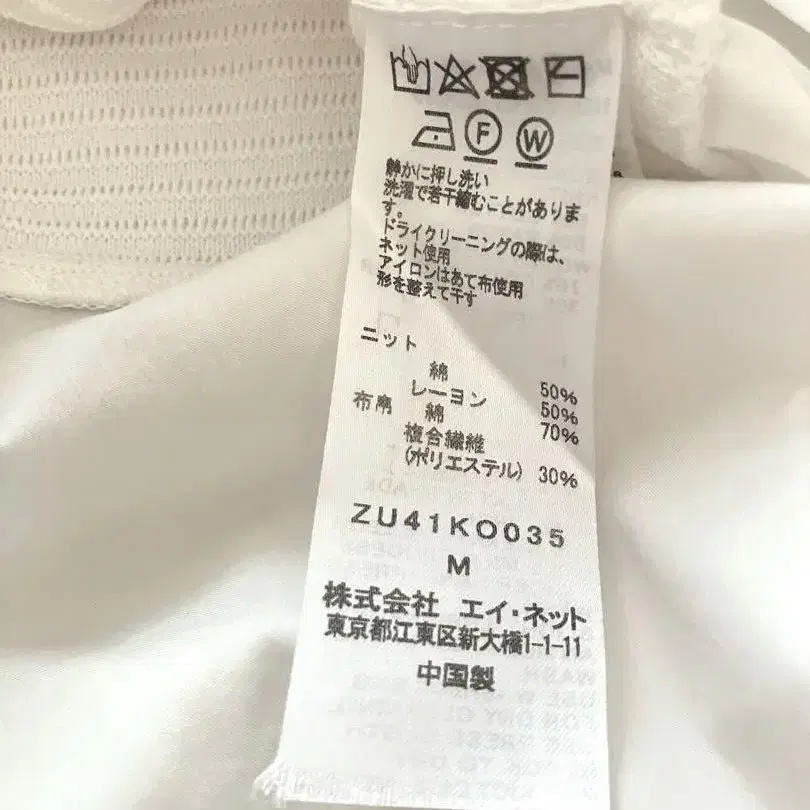 F W
静かに押し洗い
洗濯で若干縮むことがありま
す。
ドライクリーニングの際は、
ネット使用
アイロンはあて布使用
形を整えて干す
ニット
綿 50%
レーヨン 50%
布帛 綿 70%
複合繊維
(ポリエステル) 30%
ZU41KO035
M
株式会社 エイ・ネット
東京都江東区新大橋1-1-11
中国製